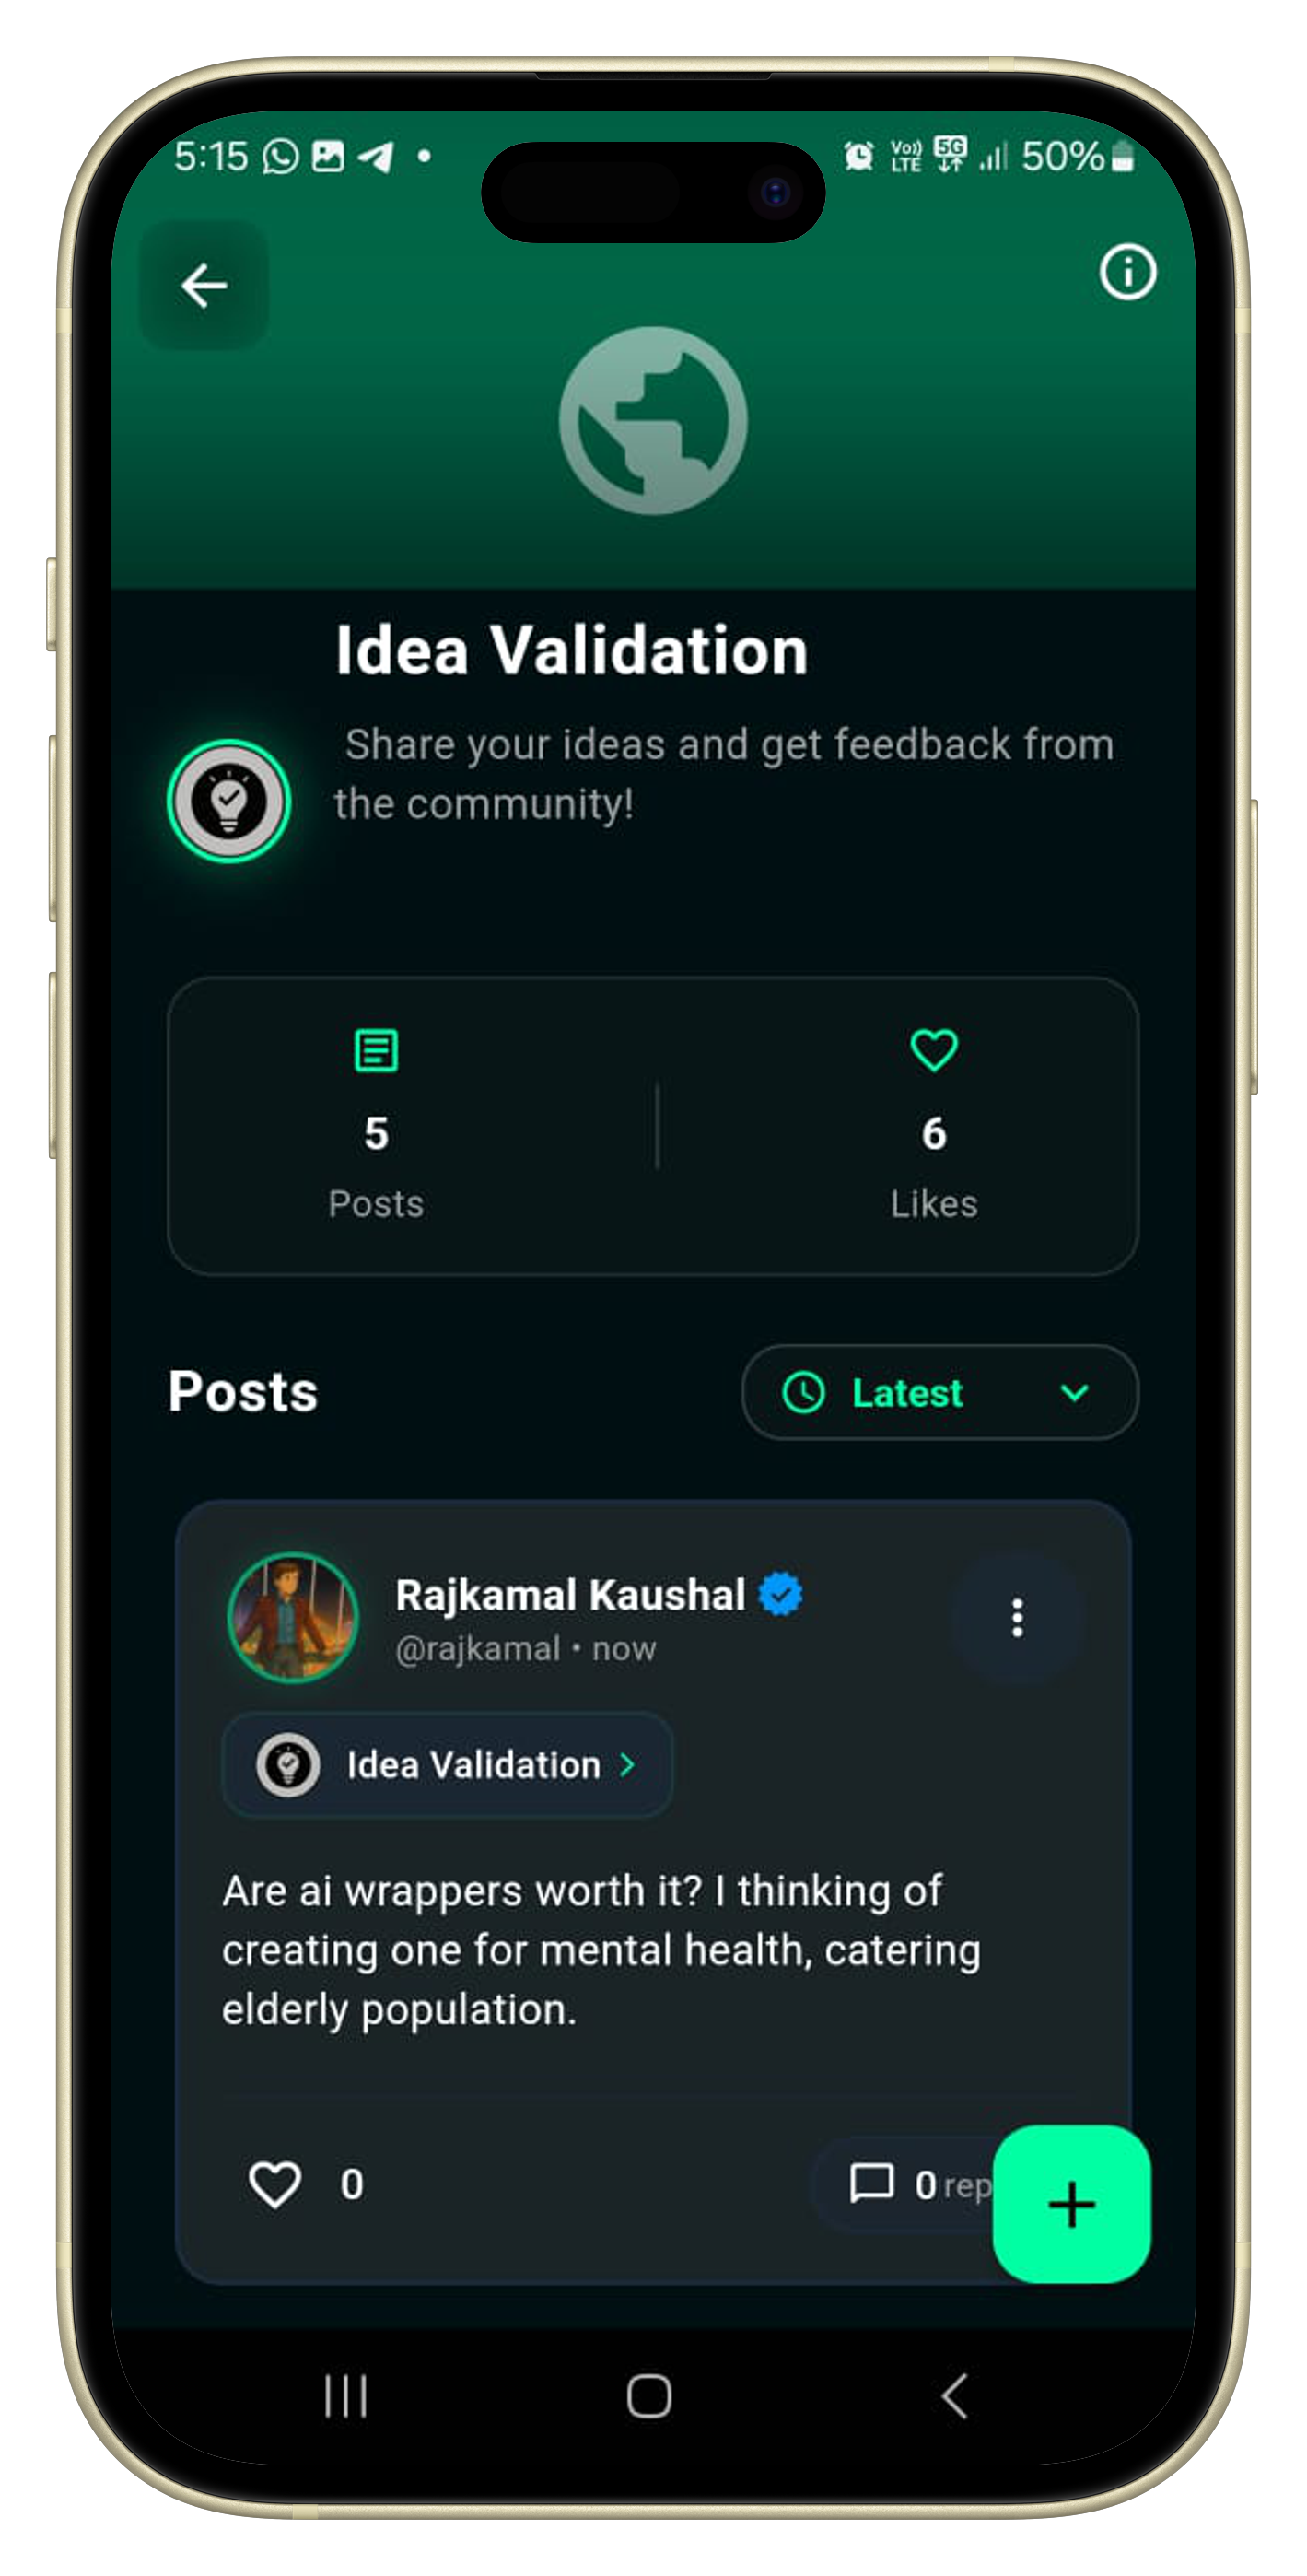 5:15 50%
Vo)) LTE 5G
Idea Validation
Share your ideas and get feedback from
the community!
5 6
Posts Likes
Posts Latest
Rajkamal Kaushal
@rajkamal • now
Idea Validation
Are ai wrappers worth it? I thinking of
creating one for mental health, catering
elderly population.
0 0 rep
+